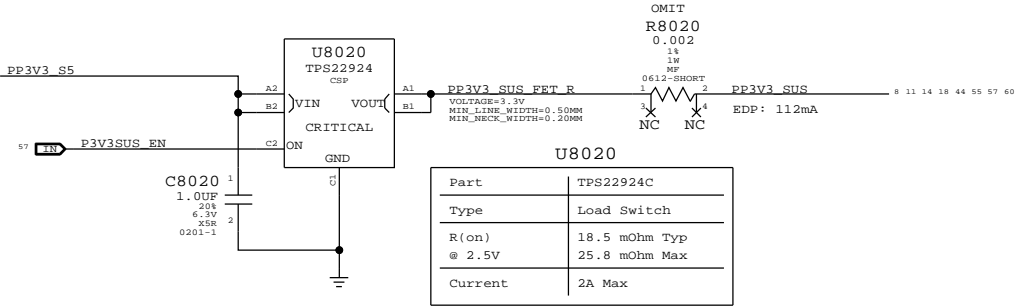 OMIT
R8020
0.002
1%
1W
MF
0612-SHORT
U8020
TPS22924
CSP
PP3V3_S5
A2
A1
PP3V3_SUS_FET_R
1
2
PP3V3_SUS
8 11 14 18 44 55 57 60
B2
VIN
VOUT
B1
VOLTAGE=3.3V
MIN_LINE_WIDTH=0.50MM
MIN_NECK_WIDTH=0.20MM
3
4
NC
NC
EDP: 112mA
CRITICAL
57
IN
P3V3SUS_EN
C2
ON
GND
C1
U8020
C8020
1
1.0UF
20%
6.3V
X5R
0201-1
2
Part TPS22924C
Type Load Switch
R(on) 18.5 mOhm Typ
@ 2.5V 25.8 mOhm Max
Current 2A Max